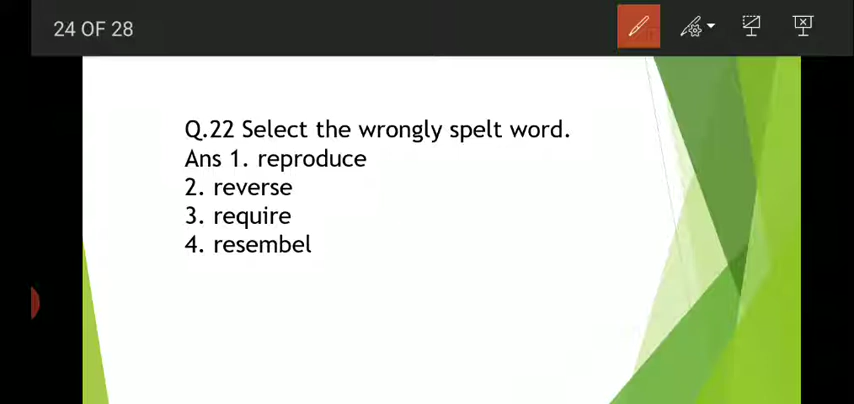 24 OF 28
Q.22 Select the wrongly spelt word.
Ans 1. reproduce
2. reverse
3. require
4. resembel